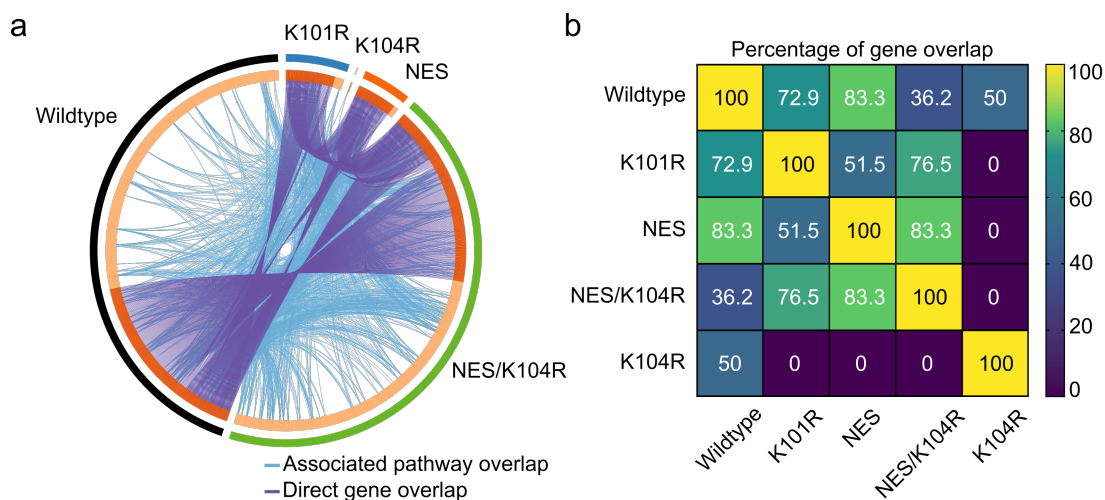 a
K101R
K104R
NES
Wildtype
NES/K104R
Associated pathway overlap
Direct gene overlap
b
Percentage of gene overlap
Wildtype 100 72.9 83.3 36.2 50
K101R 72.9 100 51.5 76.5 0
NES 83.3 51.5 100 83.3 0
NES/K104R 36.2 76.5 83.3 100 0
K104R 50 0 0 0 100
Wildtype K101R NES NES/K104R K104R
100
80
60
40
20
0